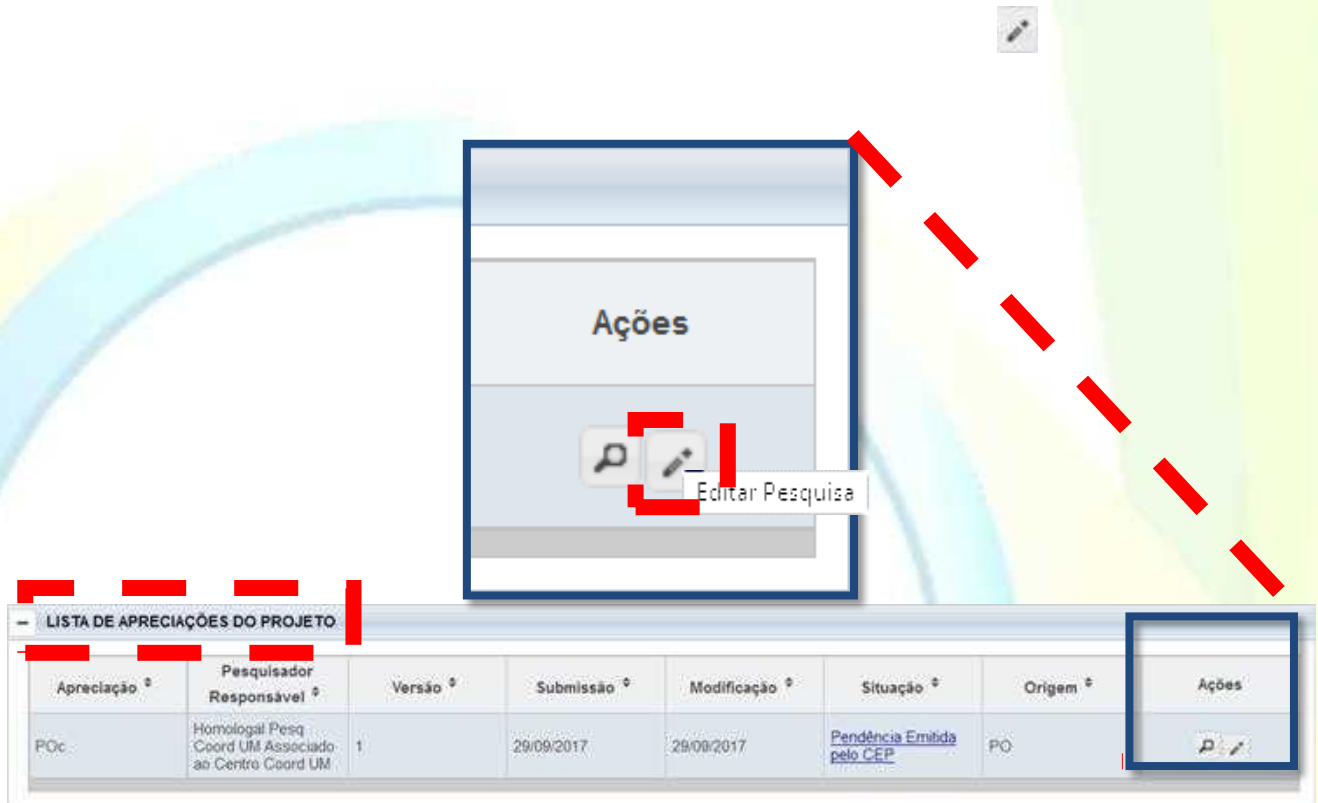 Ações
Editar Pesquisa
LISTA DE APRECIAÇÕES DO PROJETO
Apreciação
Pesquisador
Responsável
Versão
Submissão
Modificação
Situação
Origem
Ações
POc
Homologal Pesq
Coord UM Associado
ao Centro Coord UM
1
29/09/2017
29/09/2017
Pendência Emitida
pelo CEP
PO